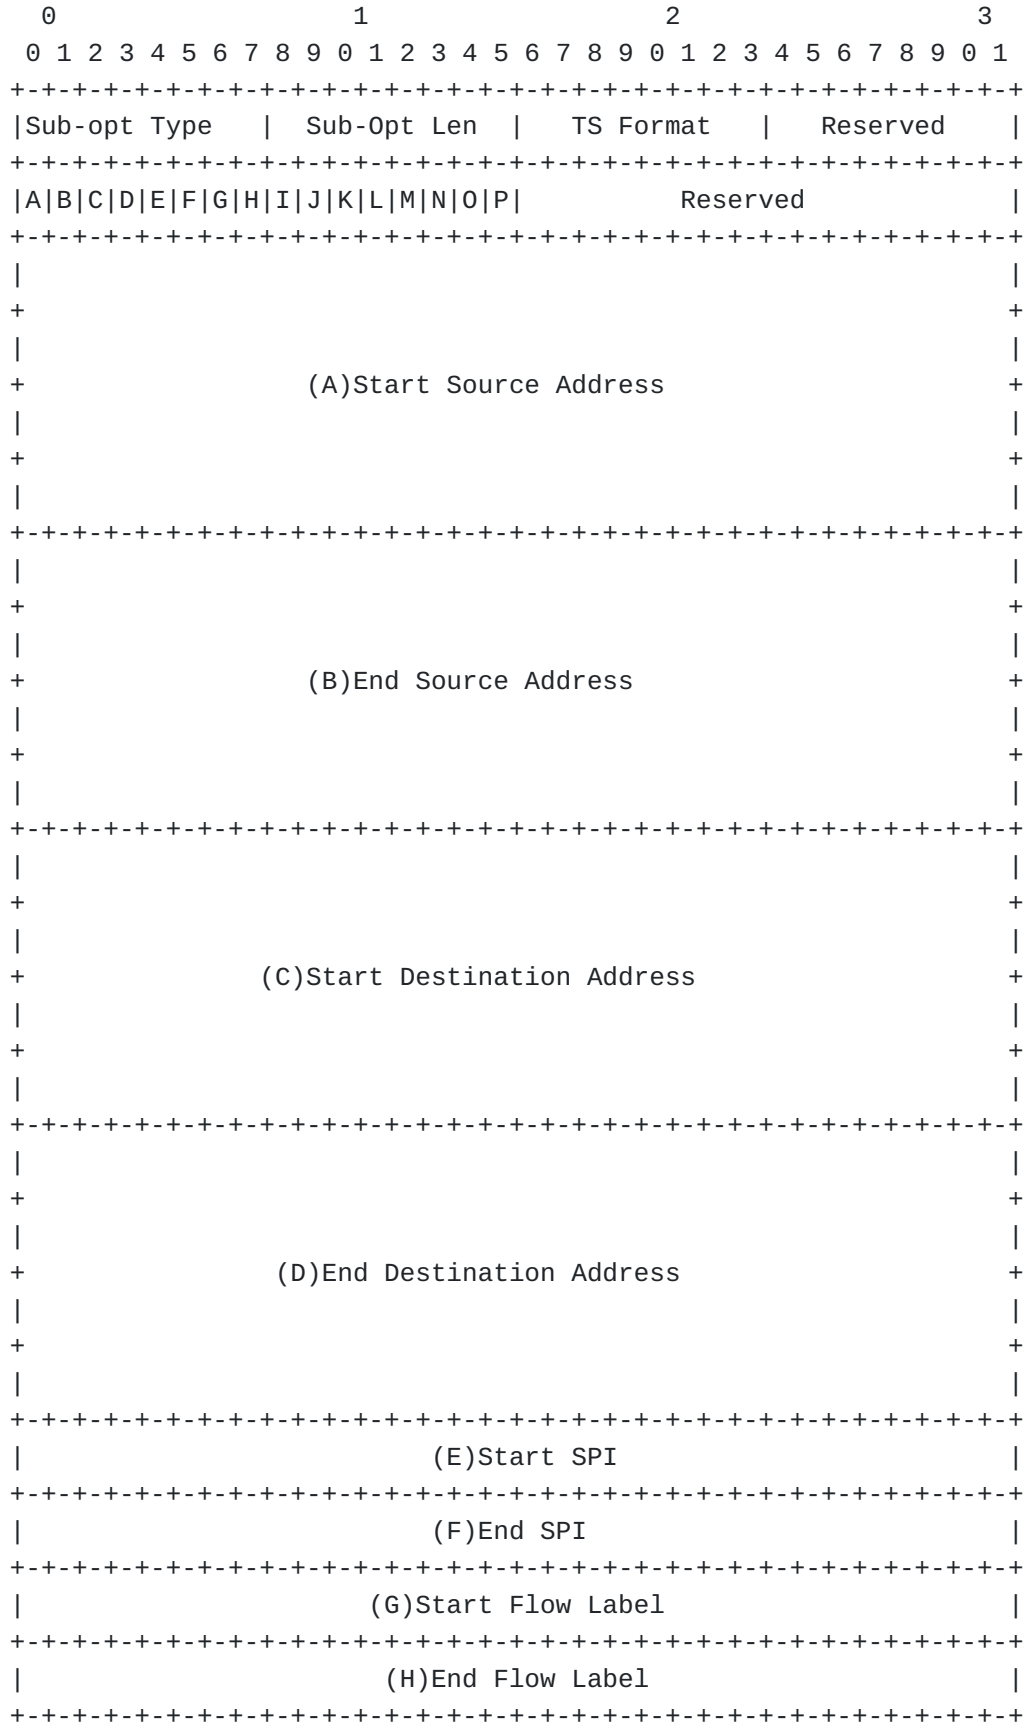 0                   1                   2                   3
 0 1 2 3 4 5 6 7 8 9 0 1 2 3 4 5 6 7 8 9 0 1 2 3 4 5 6 7 8 9 0 1
+-+-+-+-+-+-+-+-+-+-+-+-+-+-+-+-+-+-+-+-+-+-+-+-+-+-+-+-+-+-+-+-+
|Sub-opt Type   |  Sub-Opt Len  |   TS Format   |   Reserved    |
+-+-+-+-+-+-+-+-+-+-+-+-+-+-+-+-+-+-+-+-+-+-+-+-+-+-+-+-+-+-+-+-+
|A|B|C|D|E|F|G|H|I|J|K|L|M|N|O|P|          Reserved             |
+-+-+-+-+-+-+-+-+-+-+-+-+-+-+-+-+-+-+-+-+-+-+-+-+-+-+-+-+-+-+-+-+
|                                                               |
+                                                               +
|                                                               |
+                  (A)Start Source Address                      +
|                                                               |
+                                                               +
|                                                               |
+-+-+-+-+-+-+-+-+-+-+-+-+-+-+-+-+-+-+-+-+-+-+-+-+-+-+-+-+-+-+-+-+
|                                                               |
+                                                               +
|                                                               |
+                  (B)End Source Address                        +
|                                                               |
+                                                               +
|                                                               |
+-+-+-+-+-+-+-+-+-+-+-+-+-+-+-+-+-+-+-+-+-+-+-+-+-+-+-+-+-+-+-+-+
|                                                               |
+                                                               +
|                                                               |
+               (C)Start Destination Address                    +
|                                                               |
+                                                               +
|                                                               |
+-+-+-+-+-+-+-+-+-+-+-+-+-+-+-+-+-+-+-+-+-+-+-+-+-+-+-+-+-+-+-+-+
|                                                               |
+                                                               +
|                                                               |
+                (D)End Destination Address                     +
|                                                               |
+                                                               +
|                                                               |
+-+-+-+-+-+-+-+-+-+-+-+-+-+-+-+-+-+-+-+-+-+-+-+-+-+-+-+-+-+-+-+-+
|                          (E)Start SPI                         |
+-+-+-+-+-+-+-+-+-+-+-+-+-+-+-+-+-+-+-+-+-+-+-+-+-+-+-+-+-+-+-+-+
|                          (F)End SPI                           |
+-+-+-+-+-+-+-+-+-+-+-+-+-+-+-+-+-+-+-+-+-+-+-+-+-+-+-+-+-+-+-+-+
|                      (G)Start Flow Label                      |
+-+-+-+-+-+-+-+-+-+-+-+-+-+-+-+-+-+-+-+-+-+-+-+-+-+-+-+-+-+-+-+-+
|                       (H)End Flow Label                       |
+-+-+-+-+-+-+-+-+-+-+-+-+-+-+-+-+-+-+-+-+-+-+-+-+-+-+-+-+-+-+-+-+